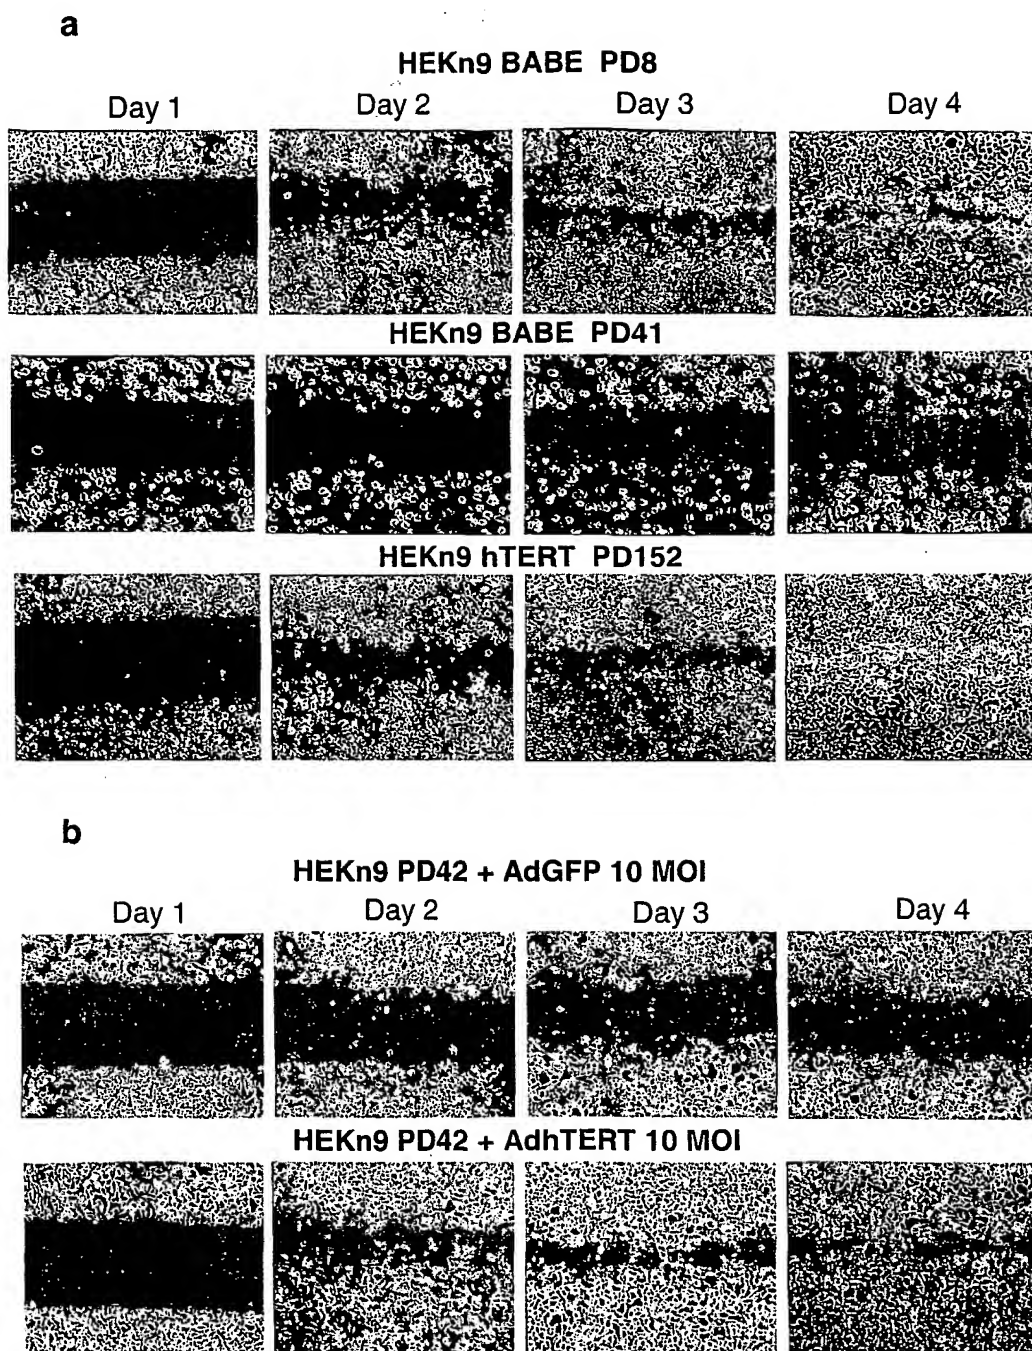 a
HEKn9 BABE PD8
Day 1 Day 2 Day 3 Day 4
HEKn9 BABE PD41
HEKn9 hTERT PD152
b
HEKn9 PD42 + AdGFP 10 MOI
Day 1 Day 2 Day 3 Day 4
HEKn9 PD42 + AdhTERT 10 MOI